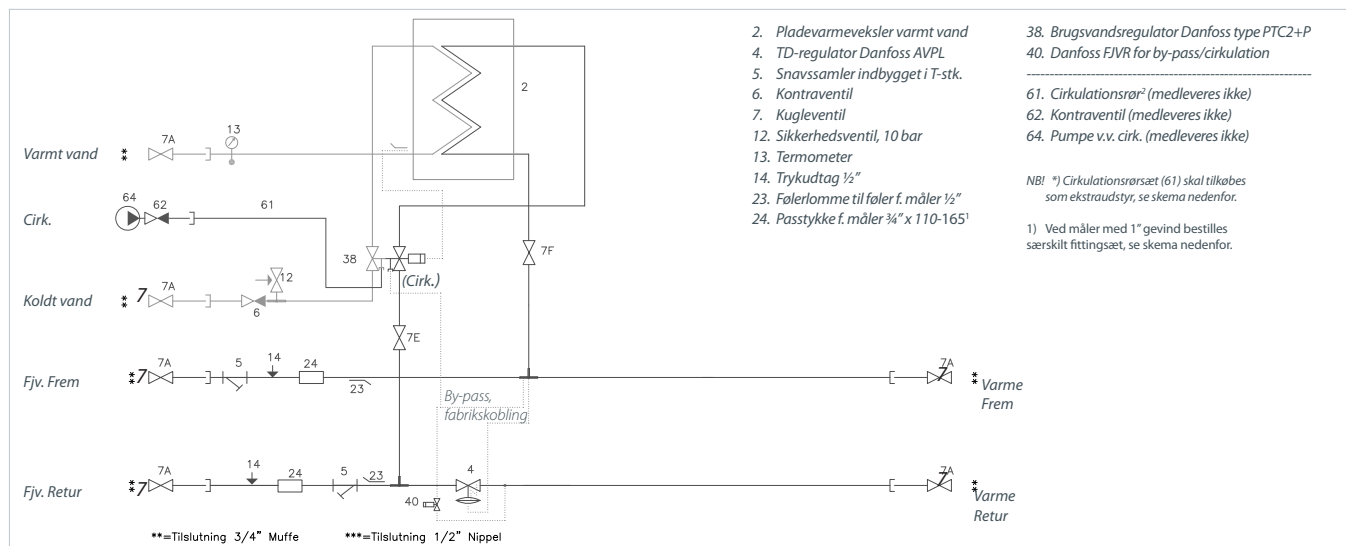 2. Pladevarmeveksler varmt vand
4. TD-regulator Danfoss AVPL
5. Snavssamler indbygget i T-stk.
6. Kontraventil
7. Kugleventil
12. Sikkerhedsventil, 10 bar
13. Termometer
14. Trykudtag ½"
23. Følerlomme til føler f. måler ½"
24. Passtykke f. måler ¾" x 110-165¹
38. Brugsvandsregulator Danfoss type PTC2+P
40. Danfoss FJVR for by-pass/cirkulation
61. Cirkulationsrør² (medleveres ikke)
62. Kontraventil (medleveres ikke)
64. Pumpe v.v. cirk. (medleveres ikke)
NB! *) Cirkulationsrørsæt (61) skal tilkøbes
som ekstraudstyr, se skema nedenfor.
1) Ved måler med 1" gevind bestilles
særskilt fittingsæt, se skema nedenfor.
2
13
7A
Varmt vand **
64 62 61
Cirk.
7F
38
(Cirk.)
12
7A
Koldt vand ** 7
6
7E
7A 5 14 24 7A
Fjv. Frem ** 7 23 7 **
Varme
Frem
By-pass,
fabrikskobling
7A 14 24 5 23 4 7A
Fjv. Retur ** 7 7 **
Varme
Retur
40
**=Tilslutning 3/4" Muffe ***=Tilslutning 1/2" Nippel